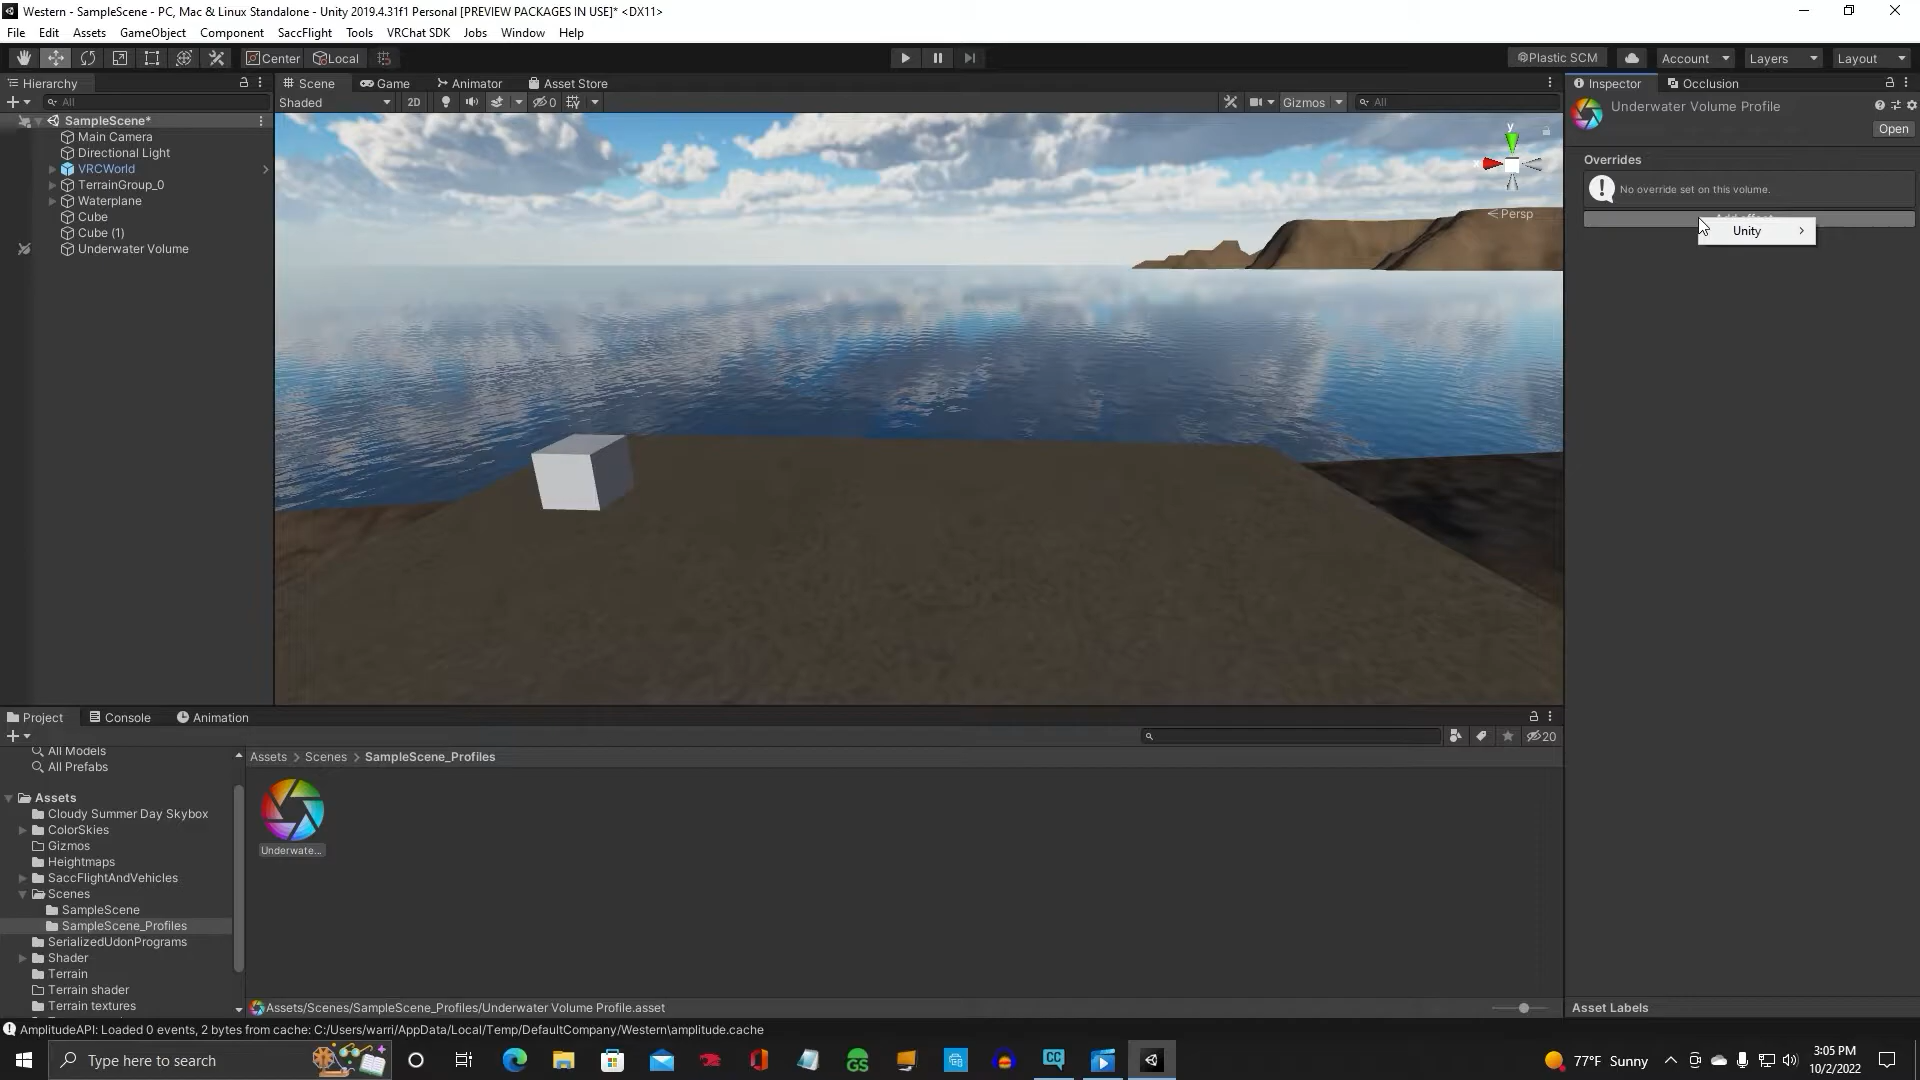 Western - SampleScene - PC, Mac & Linux Standalone - Unity 2019.4.31f1 Personal [PREVIEW PACKAGES IN USE]* <DX11>
File Edit Assets GameObject Component SaccFlight Tools VRChat SDK Jobs Window Help
Center Local Plastic SCM Account Layers Layout
Hierarchy
All
SampleScene*
Main Camera
Directional Light
VRCWorld
TerrainGroup_0
Waterplane
Cube
Cube (1)
Underwater Volume
Scene Game Animator Asset Store
Shaded 2D 0 Gizmos All
y
Persp
Inspector Occlusion
Underwater Volume Profile
Open
Overrides
No override set on this volume.
Unity
Asset Labels
Project Console Animation
20
All Models
All Prefabs
Assets
Cloudy Summer Day Skybox
ColorSkies
Gizmos
Heightmaps
SaccFlightAndVehicles
Scenes
SampleScene
SampleScene_Profiles
SerializedUdonPrograms
Shader
Terrain
Terrain shader
Terrain textures
Assets > Scenes > SampleScene_Profiles
Underwate...
Assets/Scenes/SampleScene_Profiles/Underwater Volume Profile.asset
AmplitudeAPI: Loaded 0 events, 2 bytes from cache: C:/Users/warri/AppData/Local/Temp/DefaultCompany/Western\amplitude.cache
Type here to search
GS
CC
77°F Sunny
3:05 PM
10/2/2022